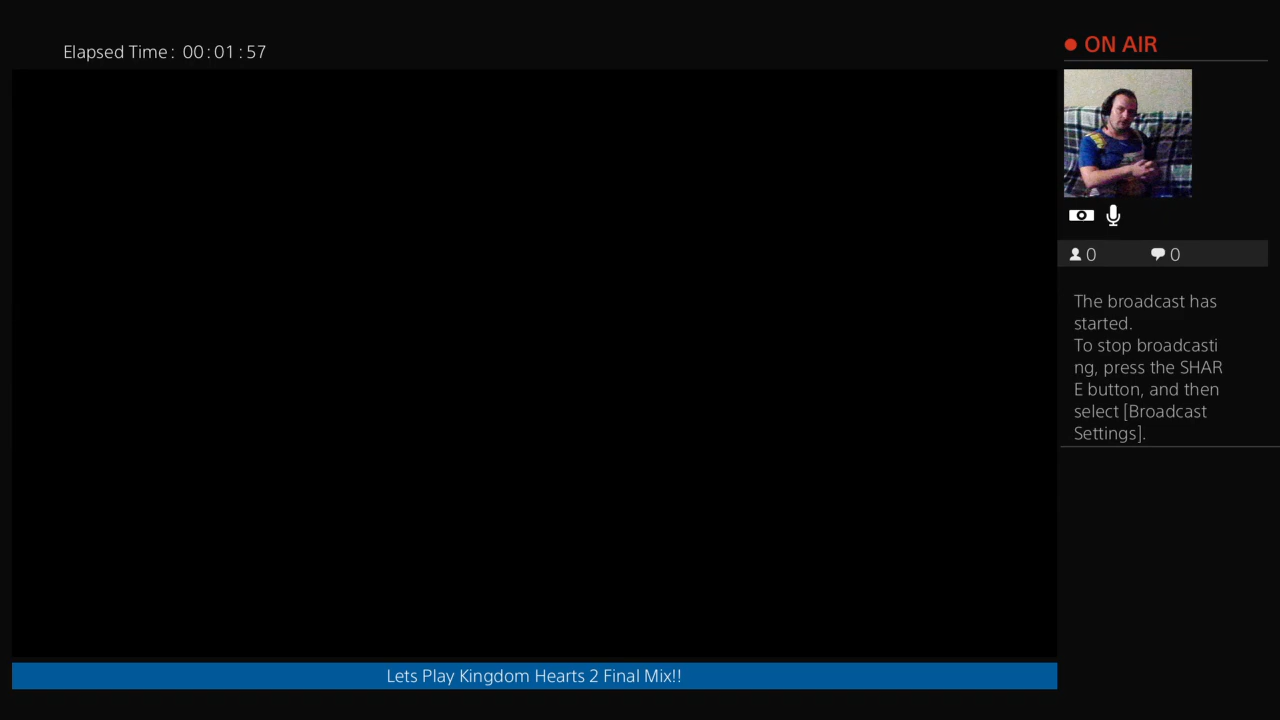 Elapsed Time: 00:01:57
ON AIR
0 0
The broadcast has
started.
To stop broadcasti
ng, press the SHAR
E button, and then
select [Broadcast
Settings].
Lets Play Kingdom Hearts 2 Final Mix!!